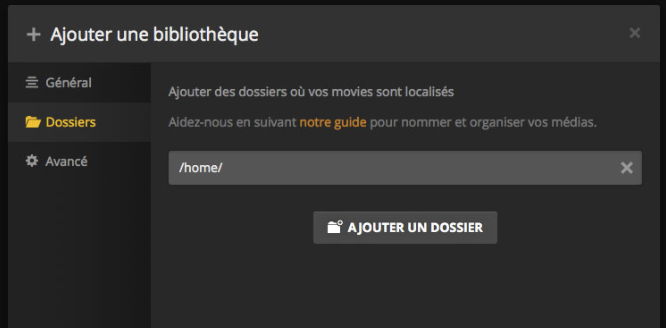 Ajouter une bibliothèque
Général
Ajouter des dossiers où vos movies sont localisés
Dossiers
Aidez-nous en suivant notre guide pour nommer et organiser vos médias.
Avancé
/home/
AJOUTER UN DOSSIER